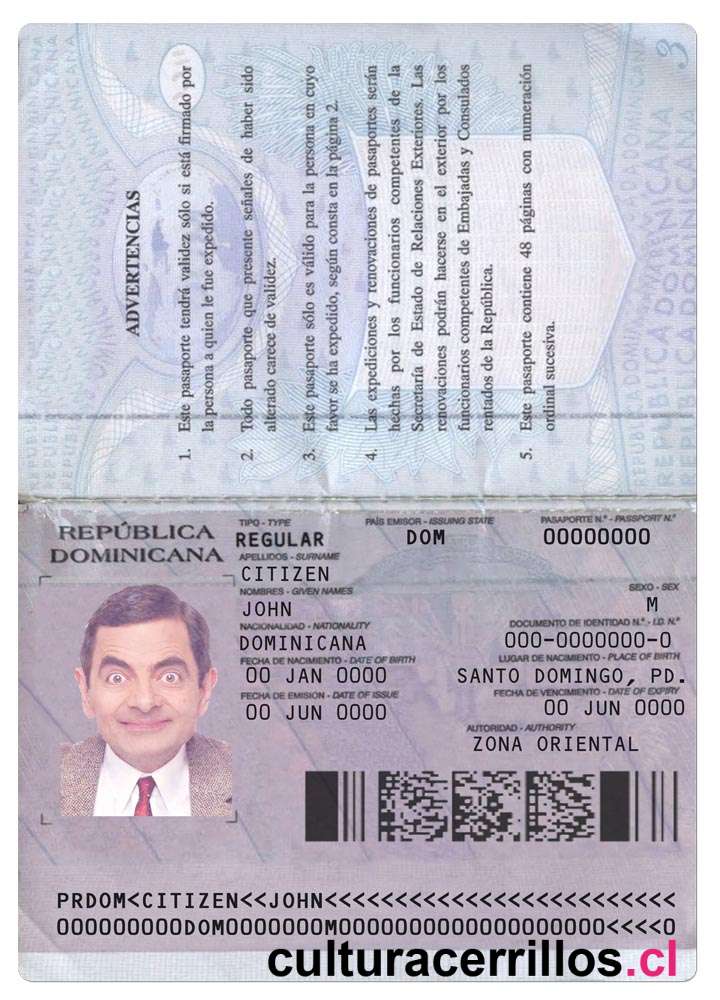 ADVERTENCIAS
1. Este pasaporte tendrá validez sólo si está firmado por
la persona a quien le fue expedido.
2. Todo pasaporte que presente señales de haber sido
alterado carece de validez.
3. Este pasaporte sólo es válido para la persona en cuyo
favor se ha expedido, según consta en la página 2.
4. Las expediciones y renovaciones de pasaportes serán
hechas por los funcionarios competentes de la
Secretaría de Estado de Relaciones Exteriores. Las
renovaciones podrán hacerse en el exterior por los
funcionarios competentes de Embajadas y Consulados
rentados de la República.
5. Este pasaporte contiene 48 páginas con numeración
ordinal sucesiva.
3
REPÚBLICA DOMINICANA
REPÚBLICA
DOMINICANA
TIPO - TYPE PAÍS EMISOR - ISSUING STATE PASAPORTE N.º - PASSPORT N.º
REGULAR DOM 00000000
APELLIDOS - SURNAME
CITIZEN
NOMBRES - GIVEN NAMES SEXO - SEX
JOHN M
NACIONALIDAD - NATIONALITY DOCUMENTO DE IDENTIDAD N.º - I.D. N.º
DOMINICANA 000-0000000-0
FECHA DE NACIMIENTO - DATE OF BIRTH LUGAR DE NACIMIENTO - PLACE OF BIRTH
00 JAN 0000 SANTO DOMINGO, PD.
FECHA DE EMISION - DATE OF ISSUE FECHA DE VENCIMIENTO - DATE OF EXPIRY
00 JUN 0000 00 JUN 0000
AUTORIDAD - AUTHORITY
ZONA ORIENTAL
PRDOM<CITIZEN<<JOHN<<<<<<<<<<<<<<<<<<<<<<<<<
000000000DOM0000000M00000000000000000000<<<<0
culturacerrillos.cl